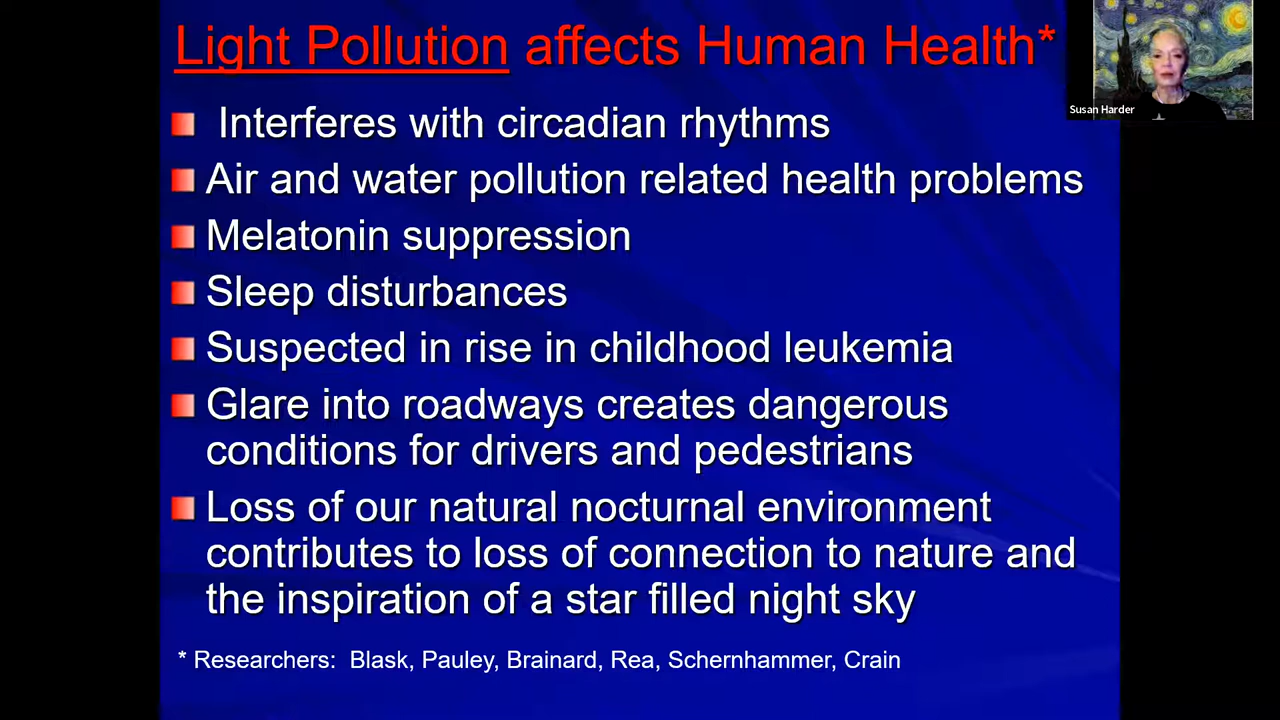 Light Pollution affects Human Health*
Susan Harder
Interferes with circadian rhythms
Air and water pollution related health problems
Melatonin suppression
Sleep disturbances
Suspected in rise in childhood leukemia
Glare into roadways creates dangerous
conditions for drivers and pedestrians
Loss of our natural nocturnal environment
contributes to loss of connection to nature and
the inspiration of a star filled night sky
* Researchers: Blask, Pauley, Brainard, Rea, Schernhammer, Crain